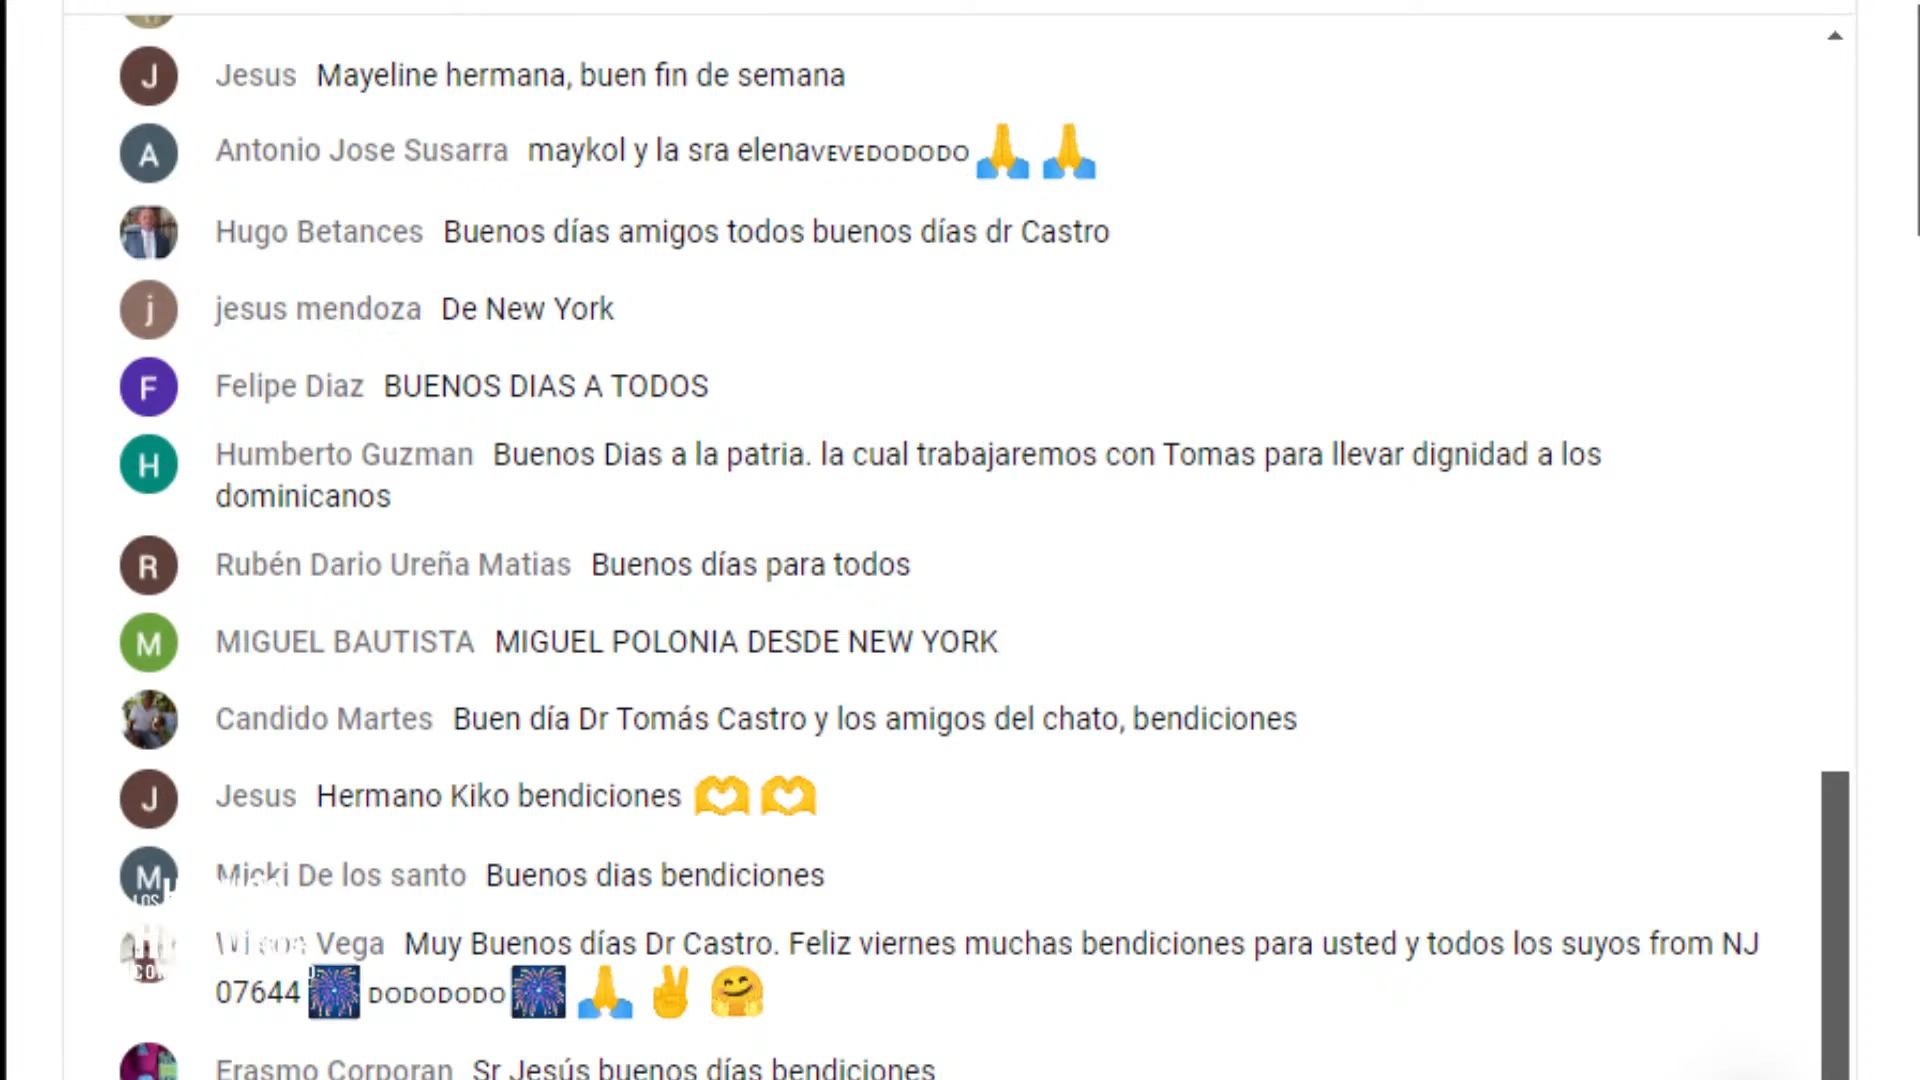 J Jesus Mayeline hermana, buen fin de semana
A Antonio Jose Susarra maykol y la sra elenaVEVEDODODO🙏🙏
Hugo Betances Buenos días amigos todos buenos días dr Castro
j jesus mendoza De New York
F Felipe Diaz BUENOS DIAS A TODOS
H Humberto Guzman Buenos Dias a la patria. la cual trabajaremos con Tomas para llevar dignidad a los
dominicanos
R Rubén Dario Ureña Matias Buenos días para todos
M MIGUEL BAUTISTA MIGUEL POLONIA DESDE NEW YORK
Candido Martes Buen día Dr Tomás Castro y los amigos del chato, bendiciones
J Jesus Hermano Kiko bendiciones 🫶🫶
M Micki De los santo Buenos dias bendiciones
LOS
Vega Muy Buenos días Dr Castro. Feliz viernes muchas bendiciones para usted y todos los suyos from NJ
07644🎆DODODODO🎆🙏✌🤗
Erasmo Corporan Sr Jesús buenos días bendiciones